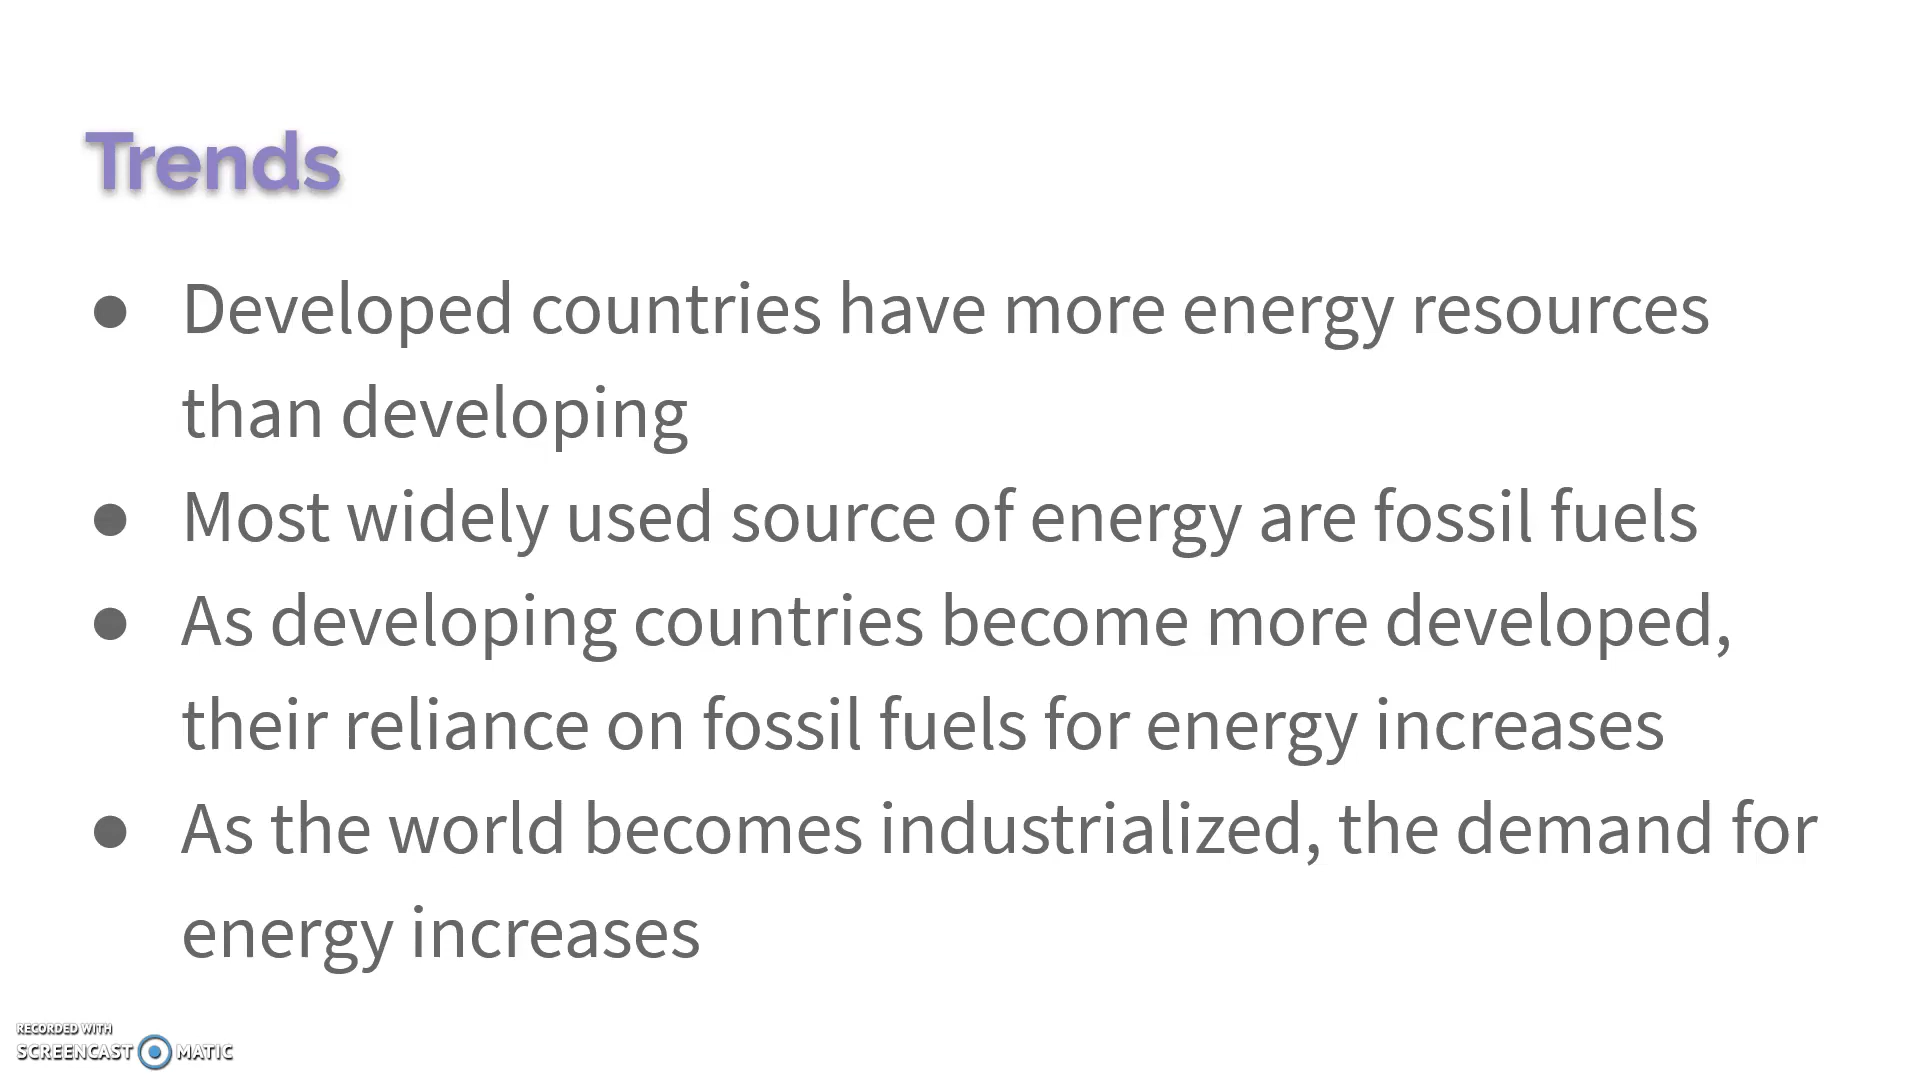 Trends
● Developed countries have more energy resources
than developing
● Most widely used source of energy are fossil fuels
● As developing countries become more developed,
their reliance on fossil fuels for energy increases
● As the world becomes industrialized, the demand for
energy increases
RECORDED WITH
SCREENCAST MATIC